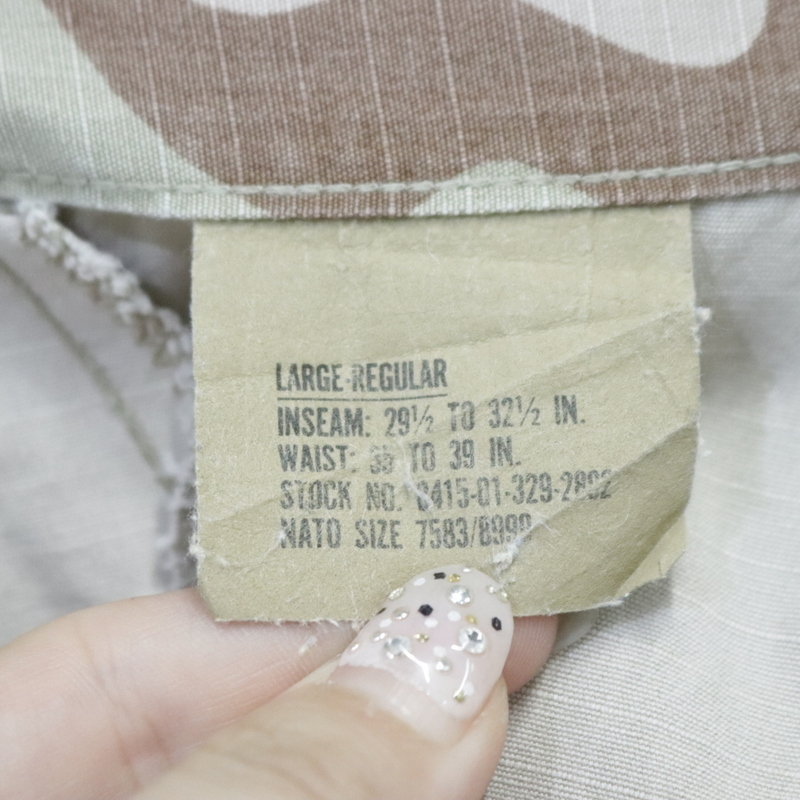 LARGE-REGULAR
INSEAM: 29½ TO 32½ IN.
WAIST: 35 TO 39 IN.
STOCK NO. 8415-01-329-
NATO SIZE 7583/8999